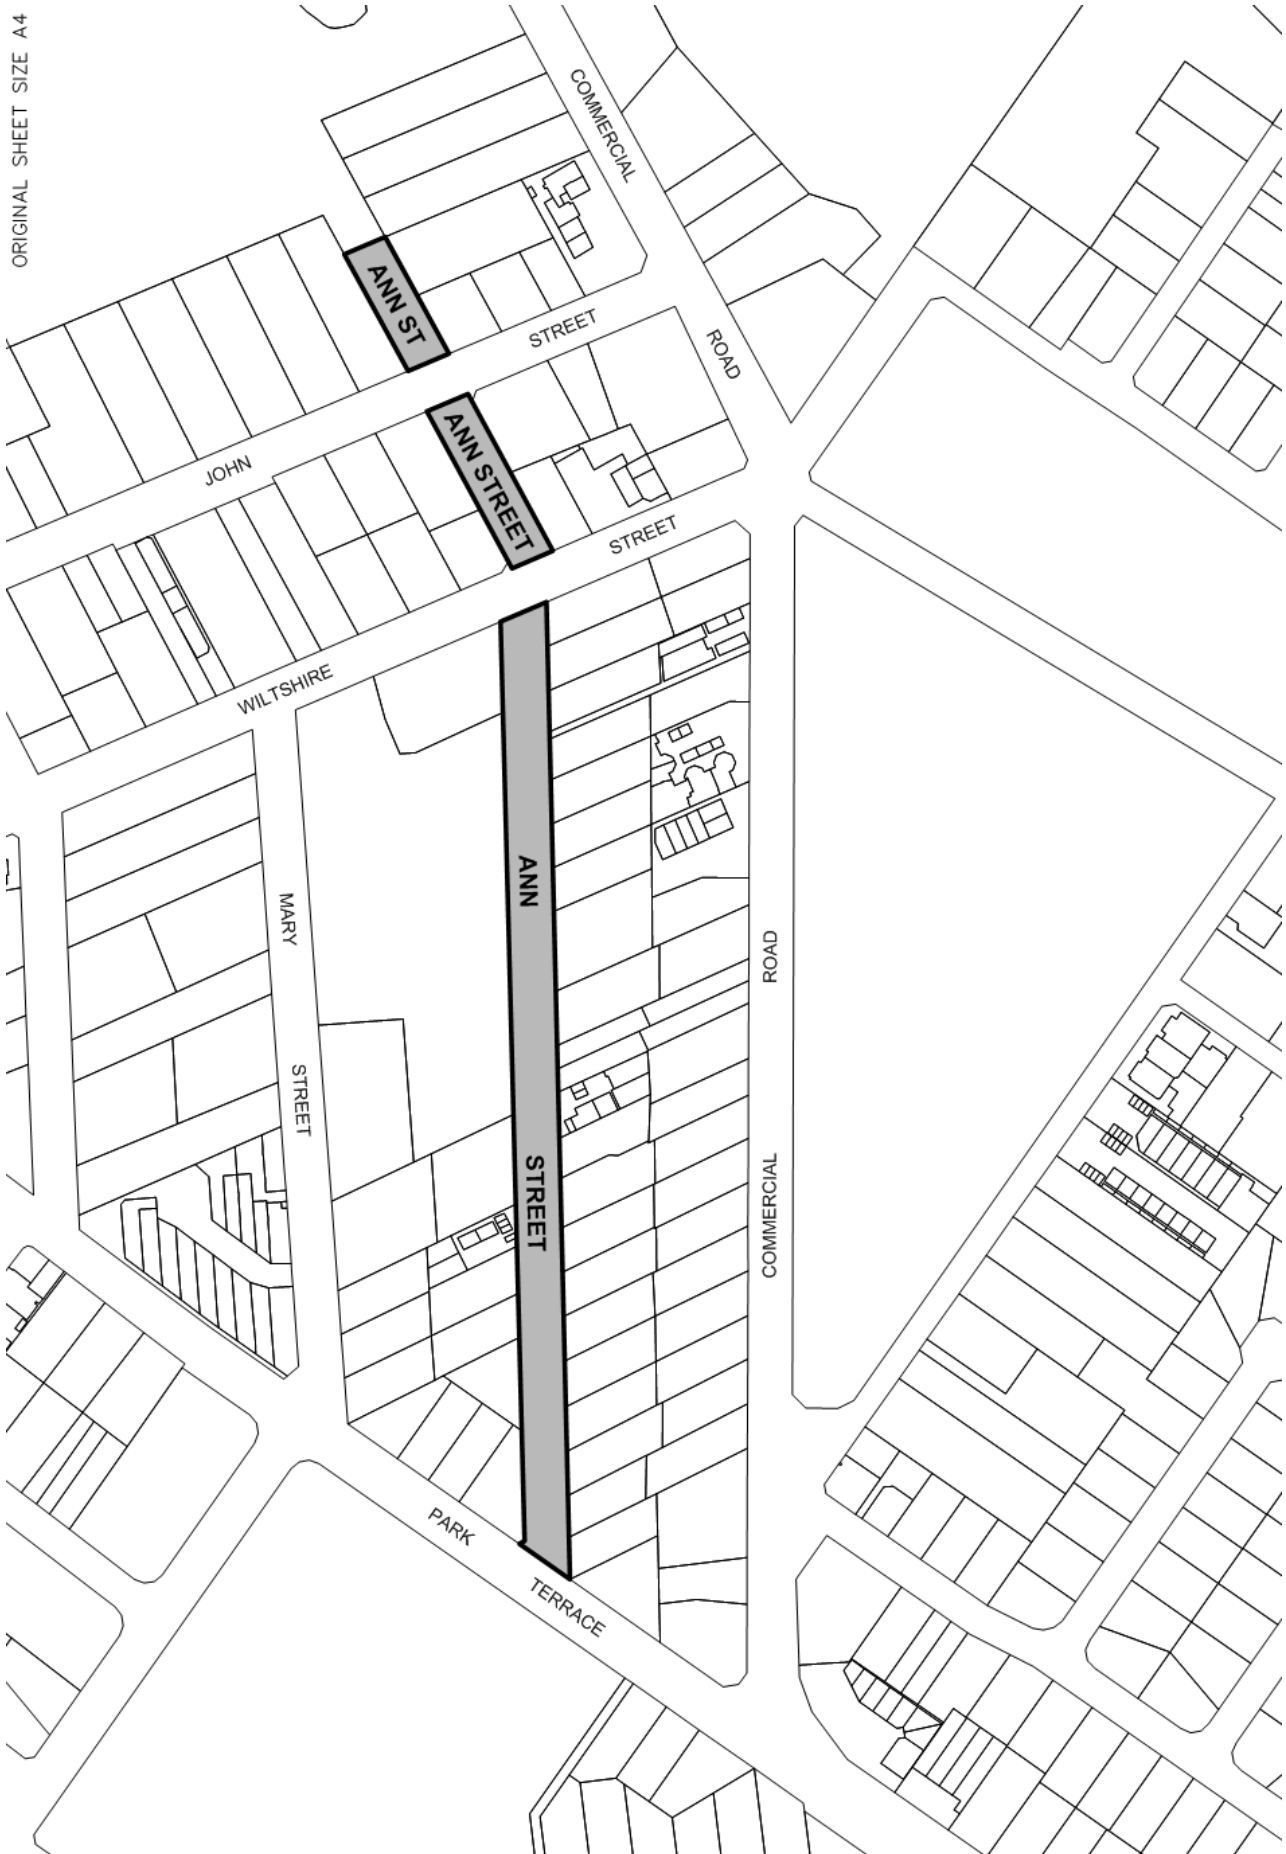 ORIGINAL SHEET SIZE A4
COMMERCIAL
ROAD
ANN ST
STREET
JOHN
ANN STREET
STREET
WILTSHIRE
MARY
STREET
ANN
STREET
ROAD
COMMERCIAL
PARK
TERRACE